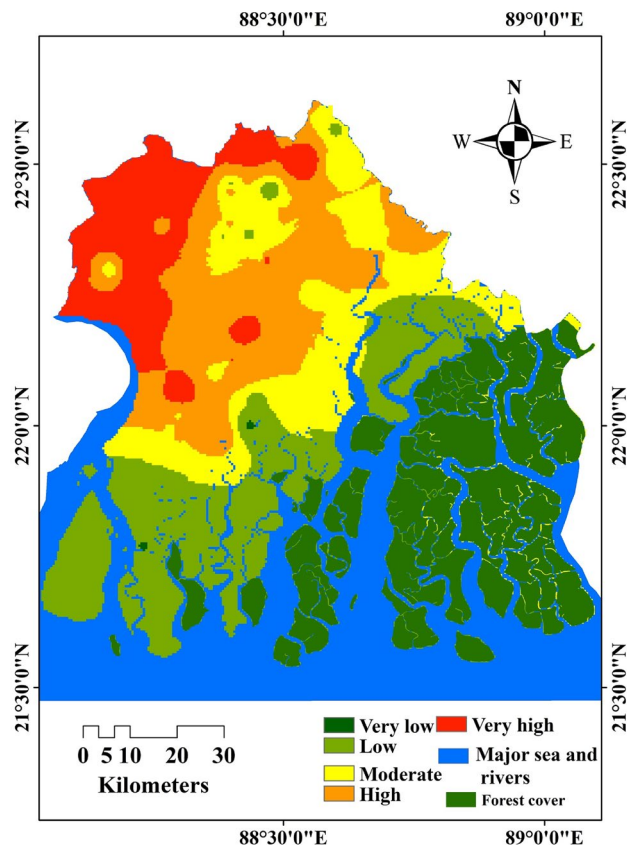 88°30'0"E 89°0'0"E
N
W E
S
22°30'0"N 22°30'0"N
22°0'0"N 22°0'0"N
21°30'0"N 21°30'0"N
0 5 10 20 30
Kilometers
Very low
Low
Moderate
High
Very high
Major sea and
rivers
Forest cover
88°30'0"E 89°0'0"E